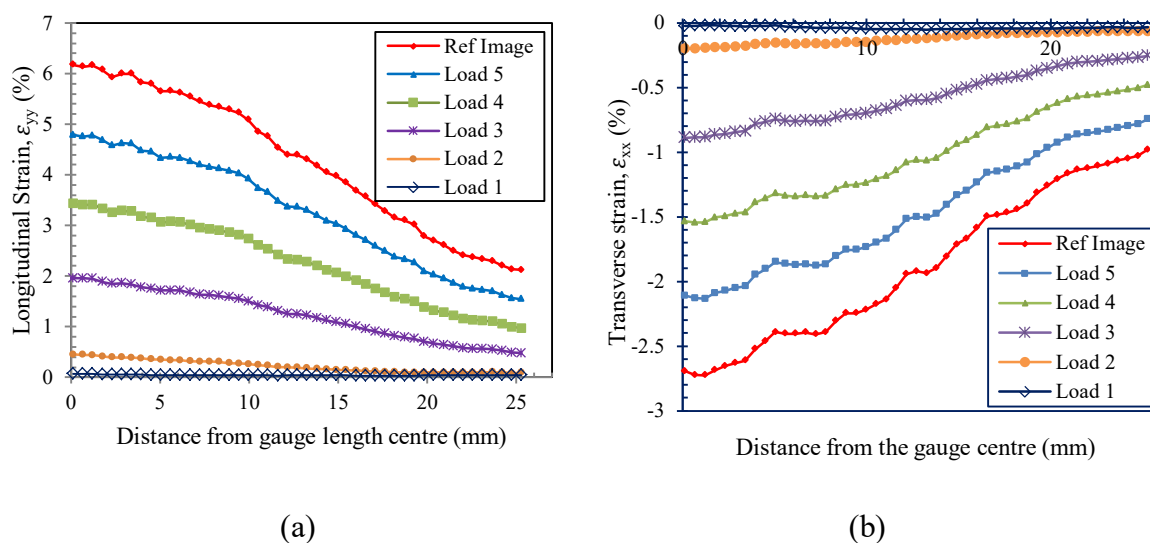 7
6
5
4
3
2
1
0
Longitudinal Strain, εyy (%)
Ref Image
Load 5
Load 4
Load 3
Load 2
Load 1
0 5 10 15 20 25
Distance from gauge length centre (mm)
(a)
0
-0.5
-1
-1.5
-2
-2.5
-3
0 10 20
Transverse strain, εxx (%)
Ref Image
Load 5
Load 4
Load 3
Load 2
Load 1
Distance from the gauge centre (mm)
(b)